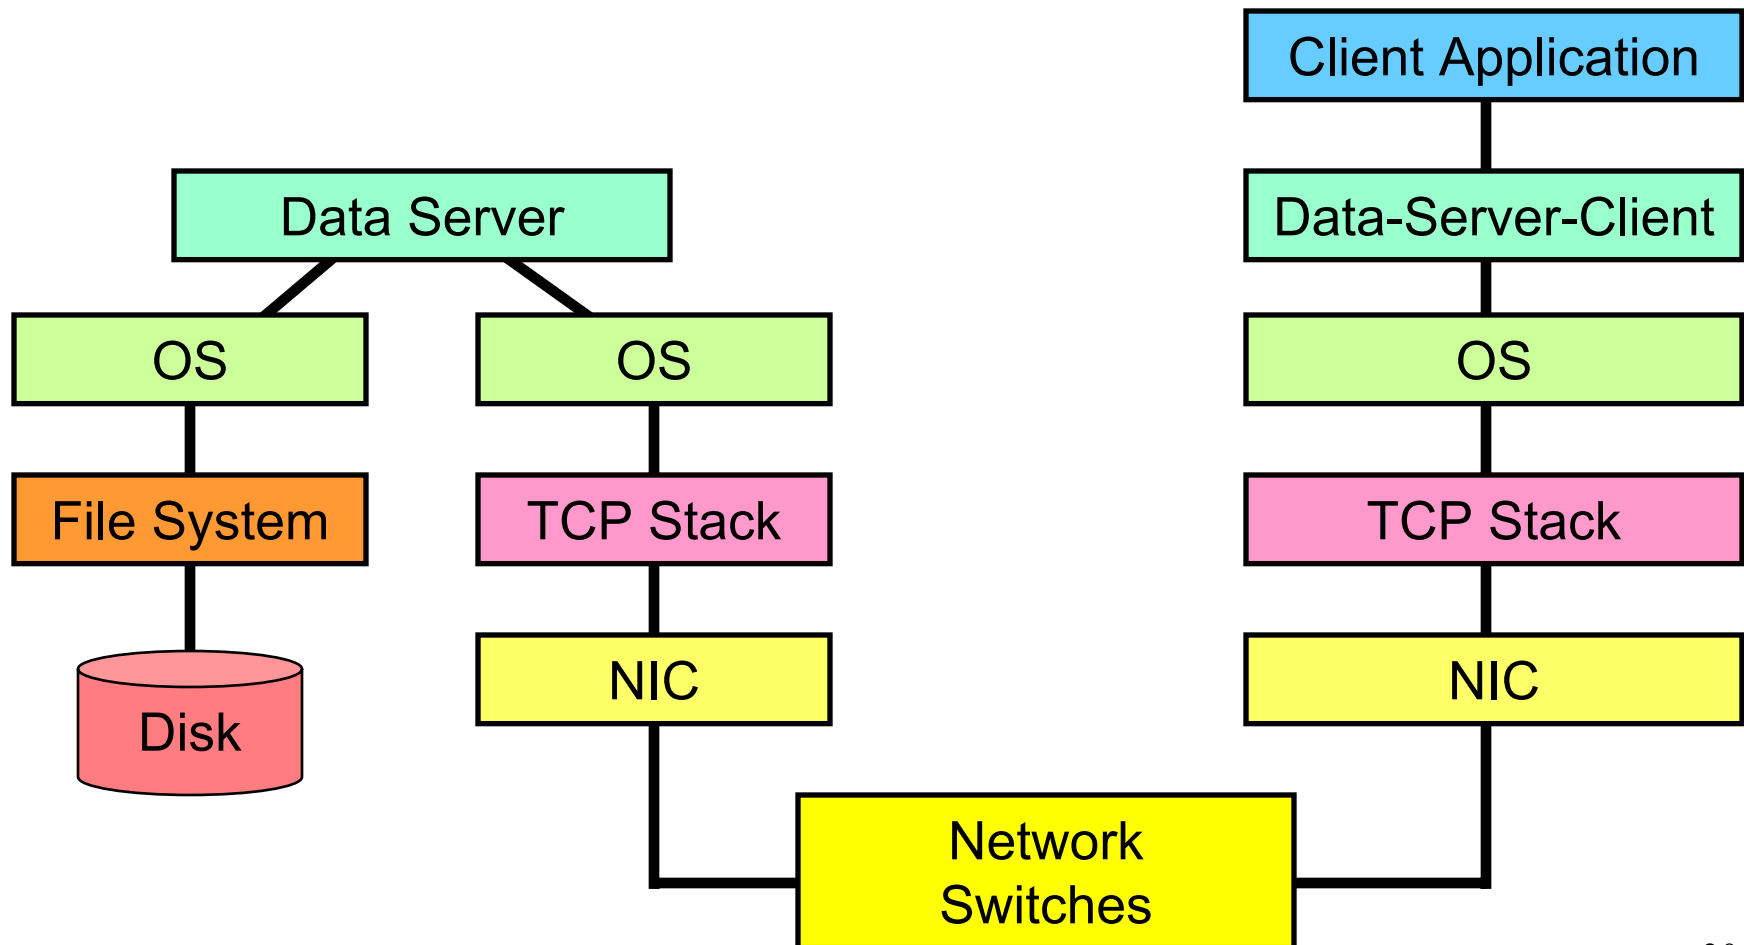 Client Application
Data Server
Data-Server-Client
OS
OS
OS
File System
TCP Stack
TCP Stack
NIC
NIC
Disk
Network
Switches